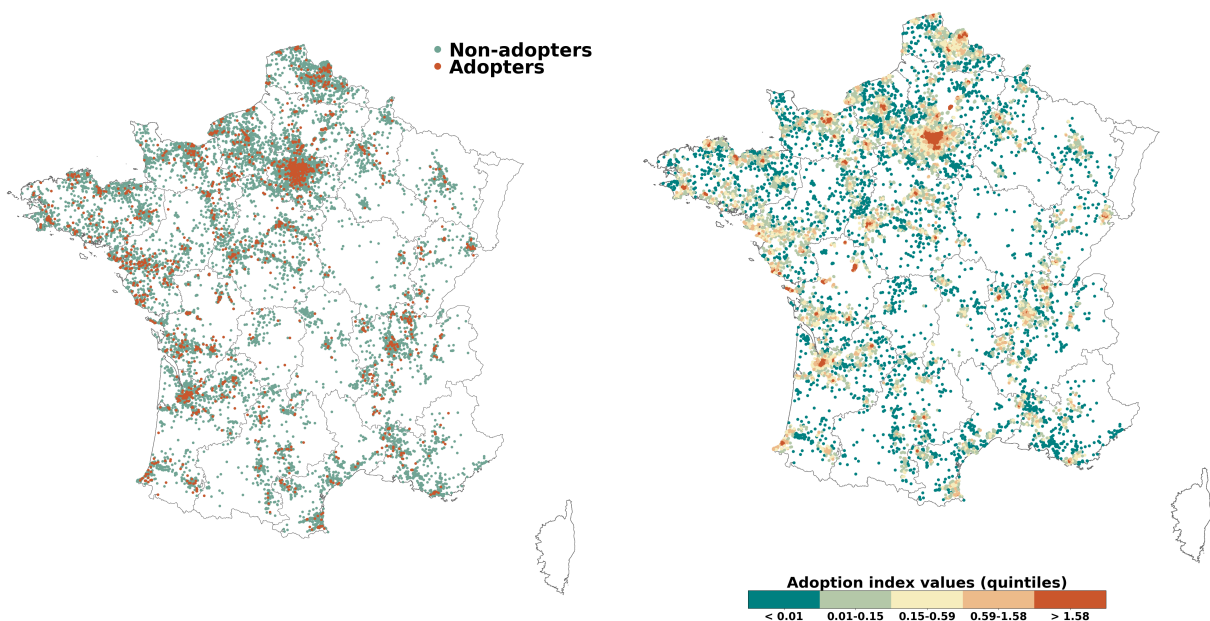 Non-adopters
Adopters
Adoption index values (quintiles)
< 0.01 0.01-0.15 0.15-0.59 0.59-1.58 > 1.58